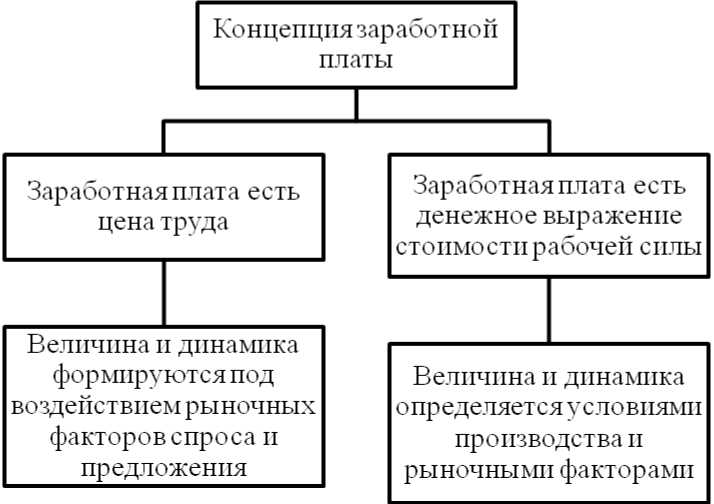 Концепция заработной
платы
Заработная плата есть
цена труда
Заработная плата есть
денежное выражение
стоимости рабочей силы
Величина и динамика
формируются под
воздействием рыночных
факторов спроса и
предложения
Величина и динамика
определяется условиями
производства и
рыночными факторами